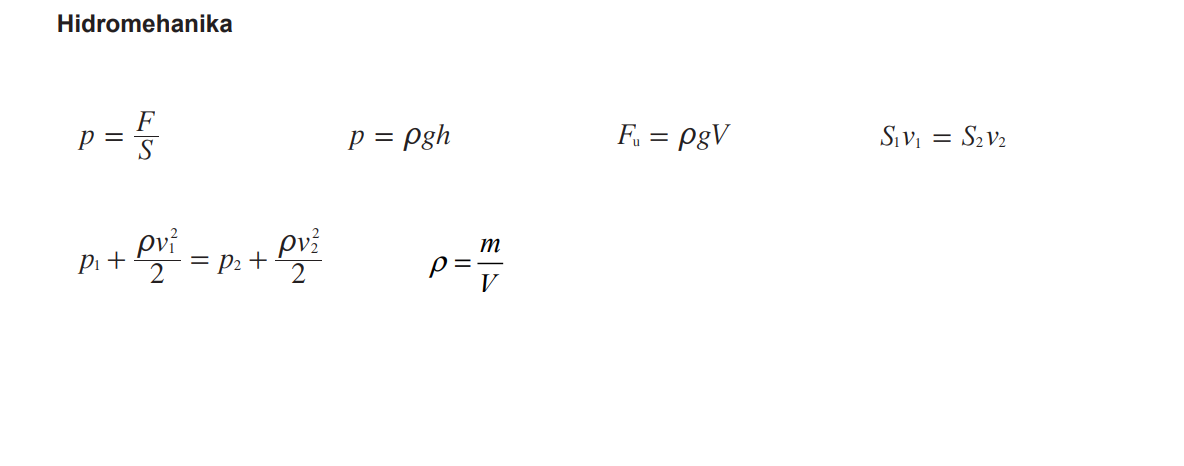 Hidromehanika
p = F/S    p = ρgh    Fᵤ = ρgV    S₁v₁ = S₂v₂
p₁ + ρv₁²/2 = p₂ + ρv₂²/2    ρ = m/V